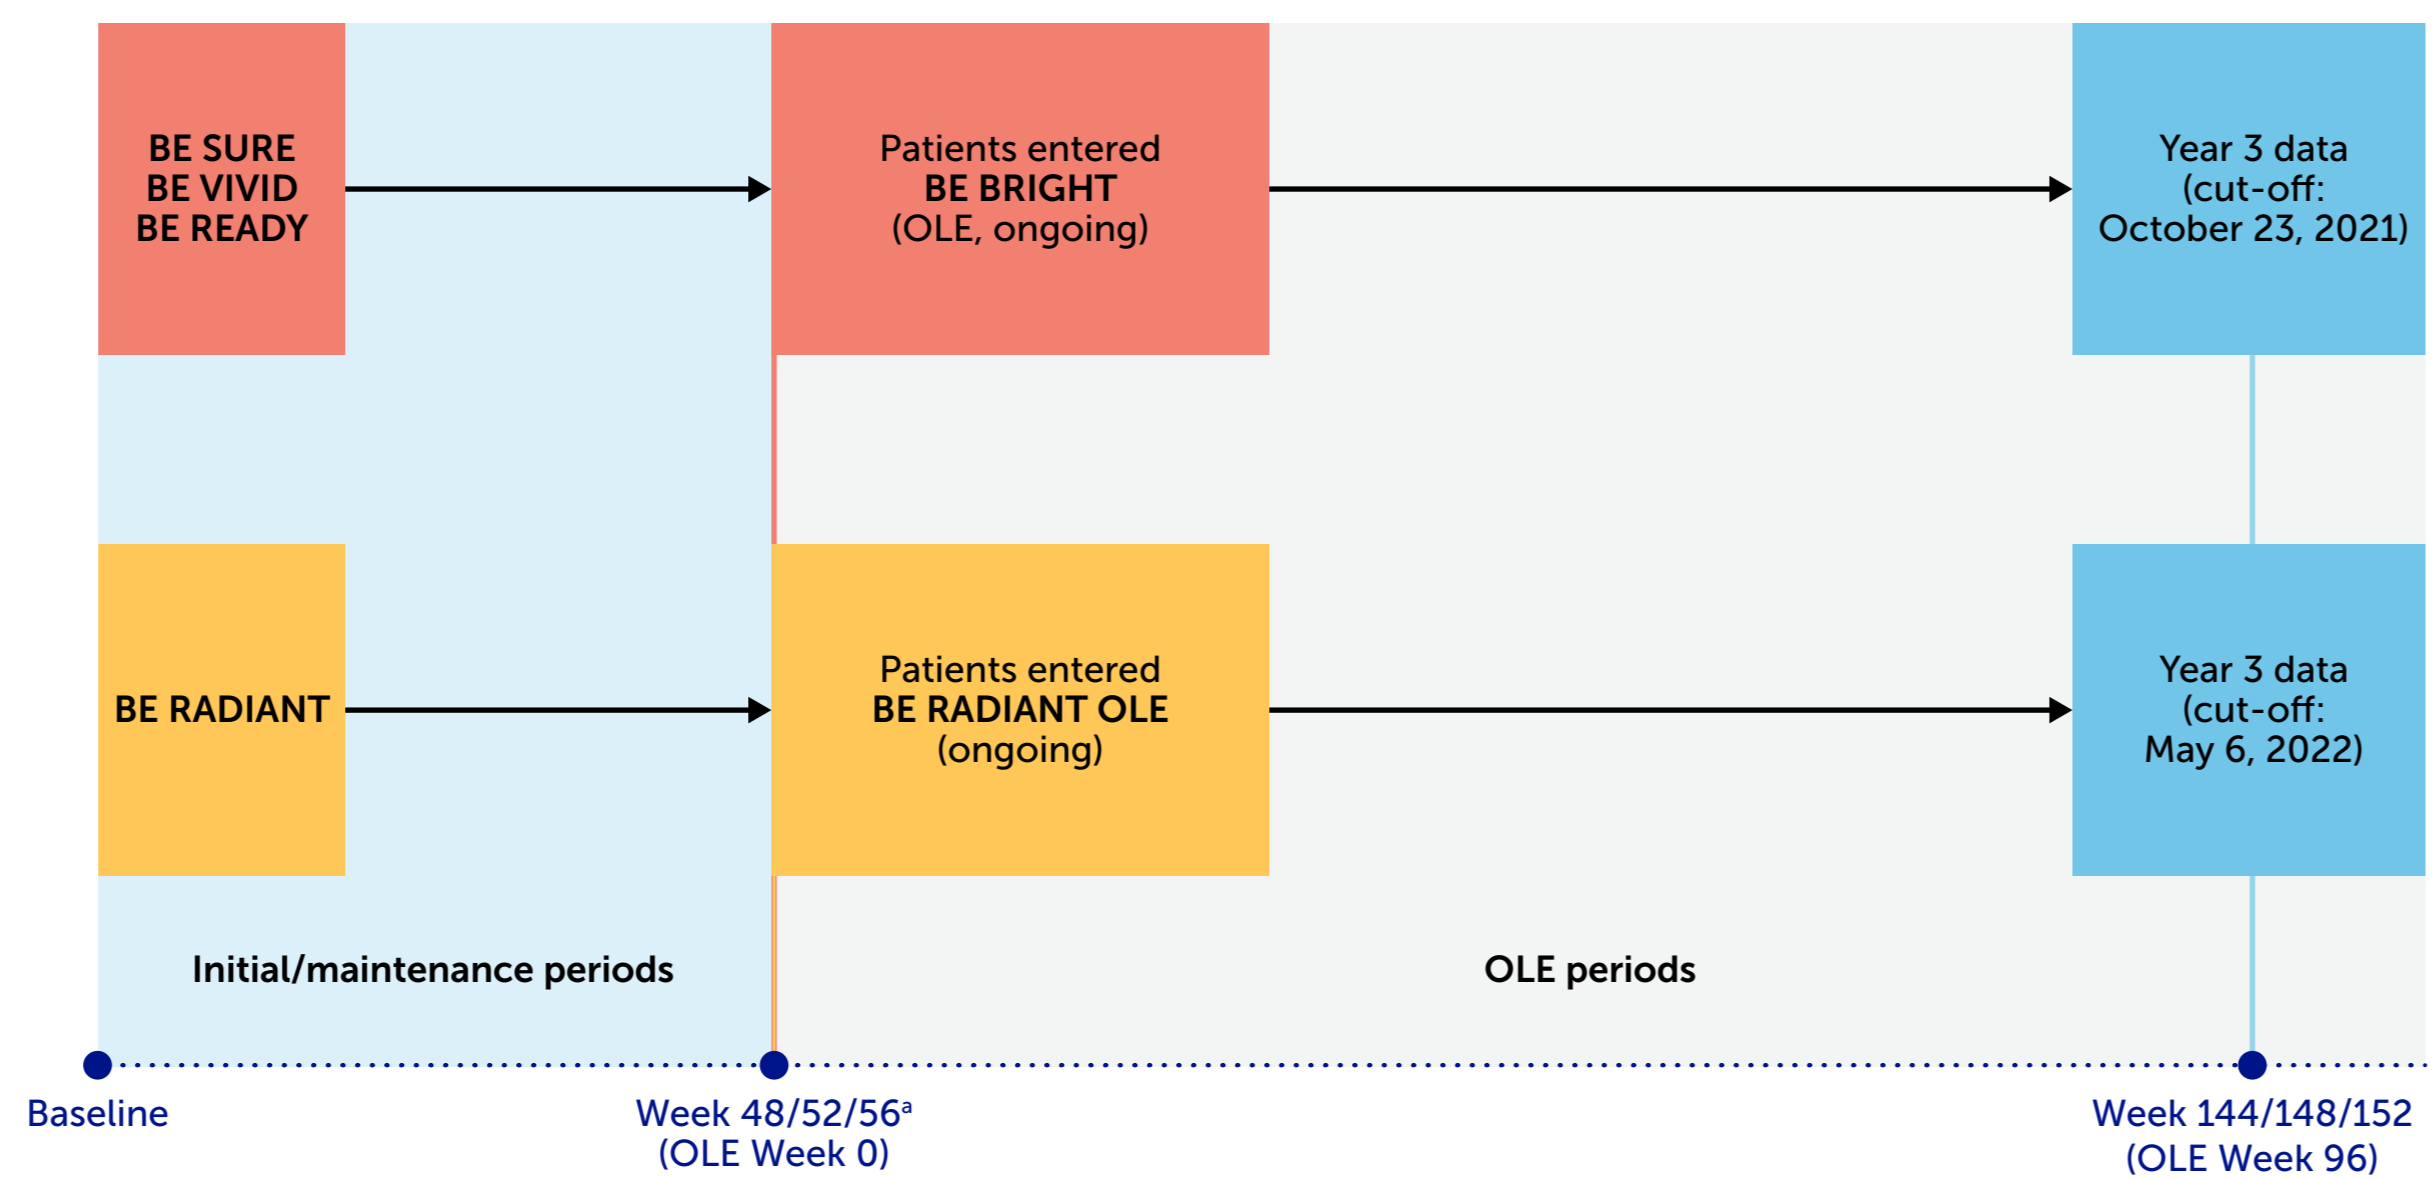 BE SURE
BE VIVID
BE READY
Patients entered
BE BRIGHT
(OLE, ongoing)
Year 3 data
(cut-off:
October 23, 2021)
BE RADIANT
Patients entered
BE RADIANT OLE
(ongoing)
Year 3 data
(cut-off:
May 6, 2022)
Initial/maintenance periods
OLE periods
Baseline
Week 48/52/56ᵃ
(OLE Week 0)
Week 144/148/152
(OLE Week 96)